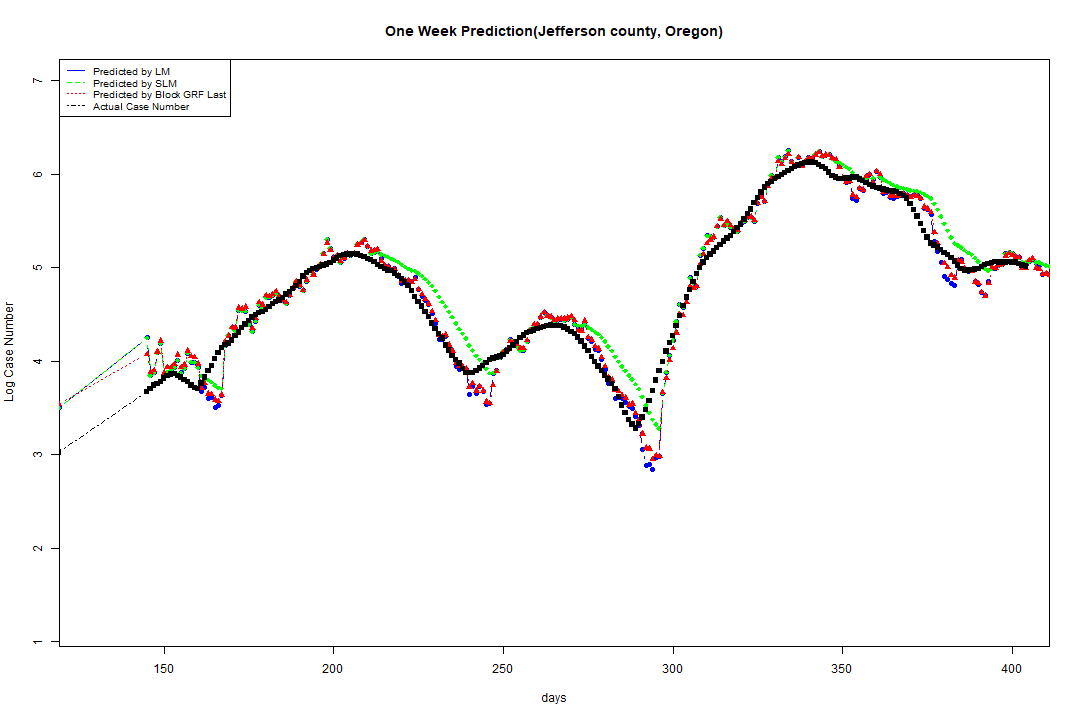 One Week Prediction(Jefferson county, Oregon)
Predicted by LM
Predicted by SLM
Predicted by Block GRF Last
Actual Case Number
7
6
5
4
3
2
1
Log Case Number
150 200 250 300 350 400
days